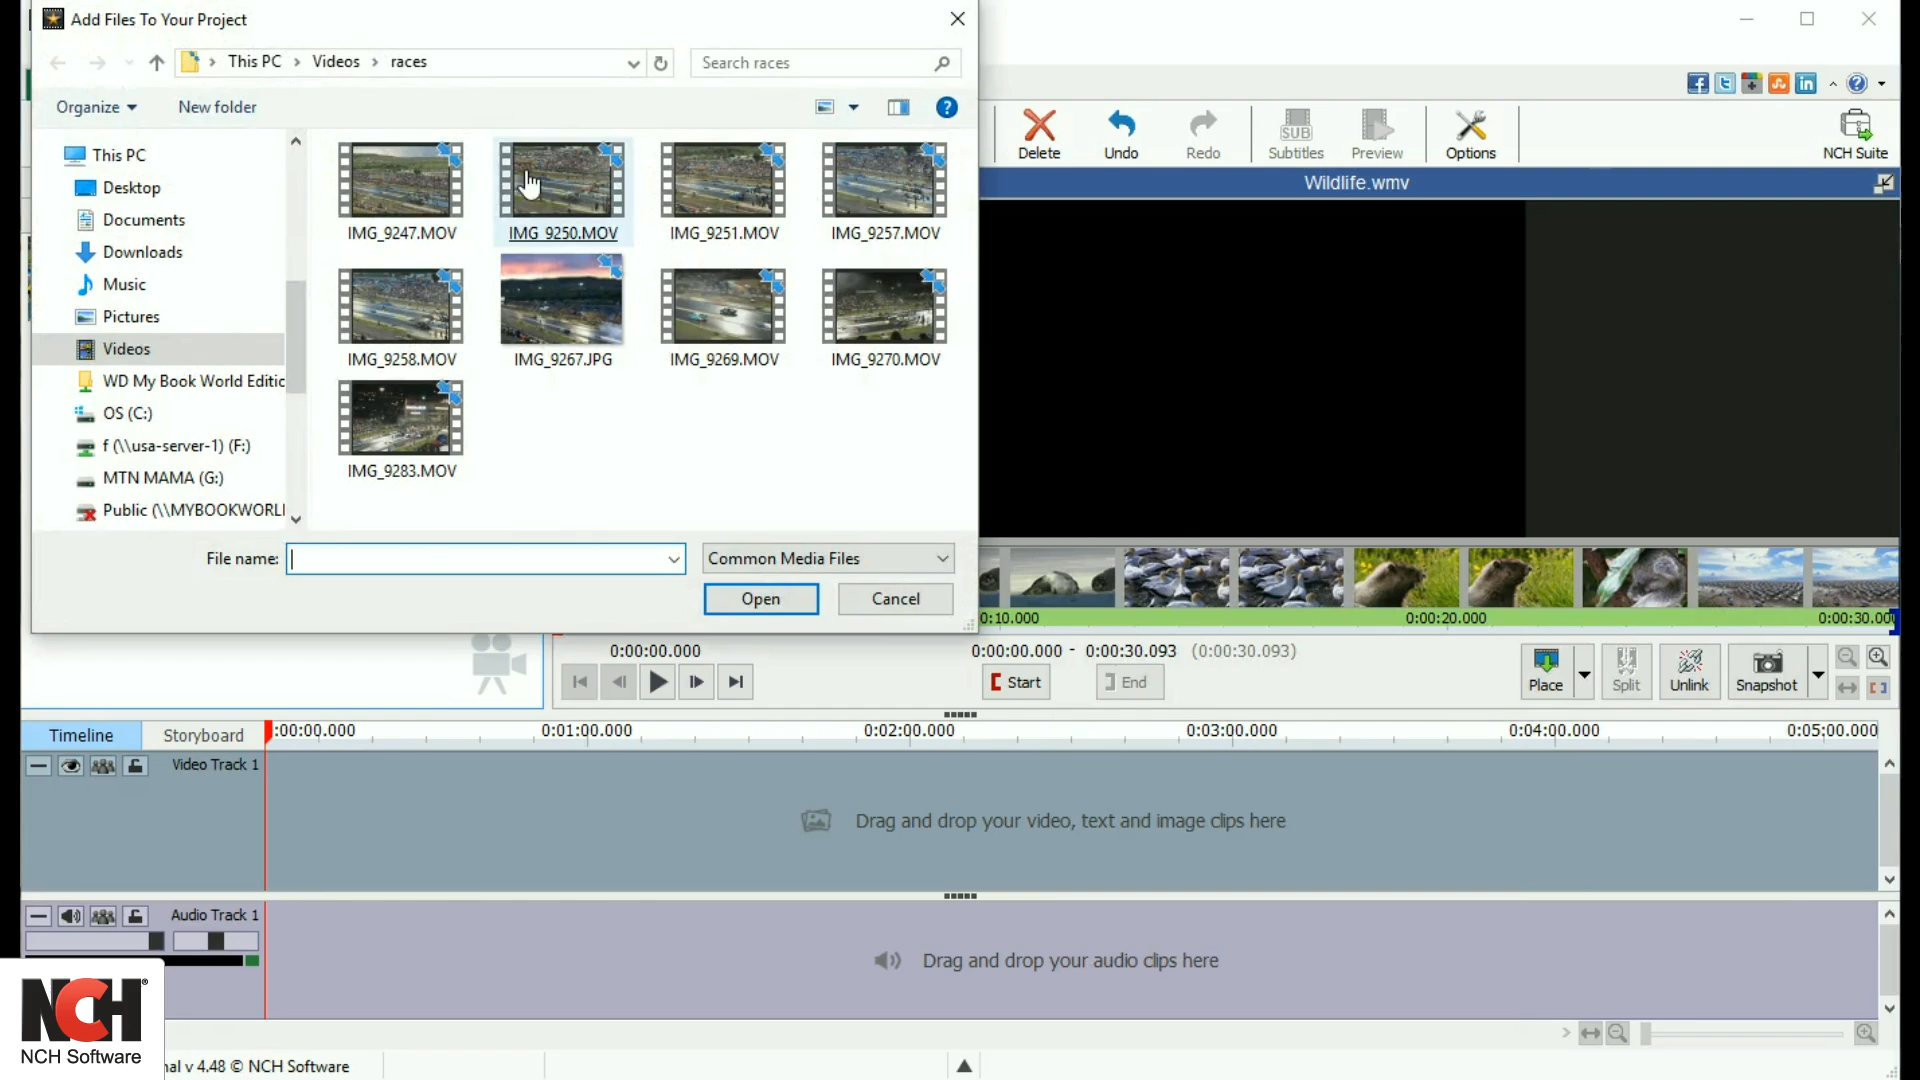 Add Files To Your Project
This PC > Videos > races
Search races
Organize
New folder
This PC
Desktop
Documents
Downloads
Music
Pictures
Videos
WD My Book World Editic
OS (C:)
f (\\usa-server-1) (F:)
MTN MAMA (G:)
Public (\\MYBOOKWORLI
IMG_9247.MOV
IMG_9250.MOV
IMG_9251.MOV
IMG_9257.MOV
IMG_9258.MOV
IMG_9267.JPG
IMG_9269.MOV
IMG_9270.MOV
IMG_9283.MOV
File name:
Common Media Files
Open
Cancel
Delete
Undo
Redo
SUB
Subtitles
Preview
Options
NCH Suite
Wildlife.wmv
0:10.000
0:00:20.000
0:00:30.00
0:00:00.000
0:00:00.000 - 0:00:30.093 (0:00:30.093)
Start
End
Place
Split
Unlink
Snapshot
Timeline
Storyboard
:00:00.000
0:01:00.000
0:02:00.000
0:03:00.000
0:04:00.000
0:05:00.000
Video Track 1
Drag and drop your video, text and image clips here
Audio Track 1
Drag and drop your audio clips here
NCH®
NCH Software
nal v 4.48 © NCH Software